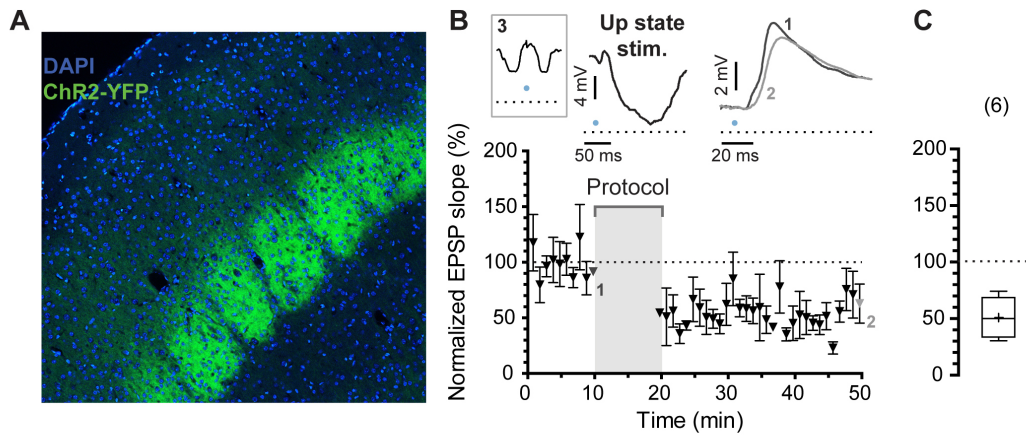 A
DAPI
ChR2-YFP
B
3
Up state
stim.
4 mV
50 ms
2 mV
1
2
20 ms
Normalized EPSP slope (%)
200
150
100
50
0
Protocol
1
2
0 10 20 30 40 50
Time (min)
C
(6)
200
150
100
50
0